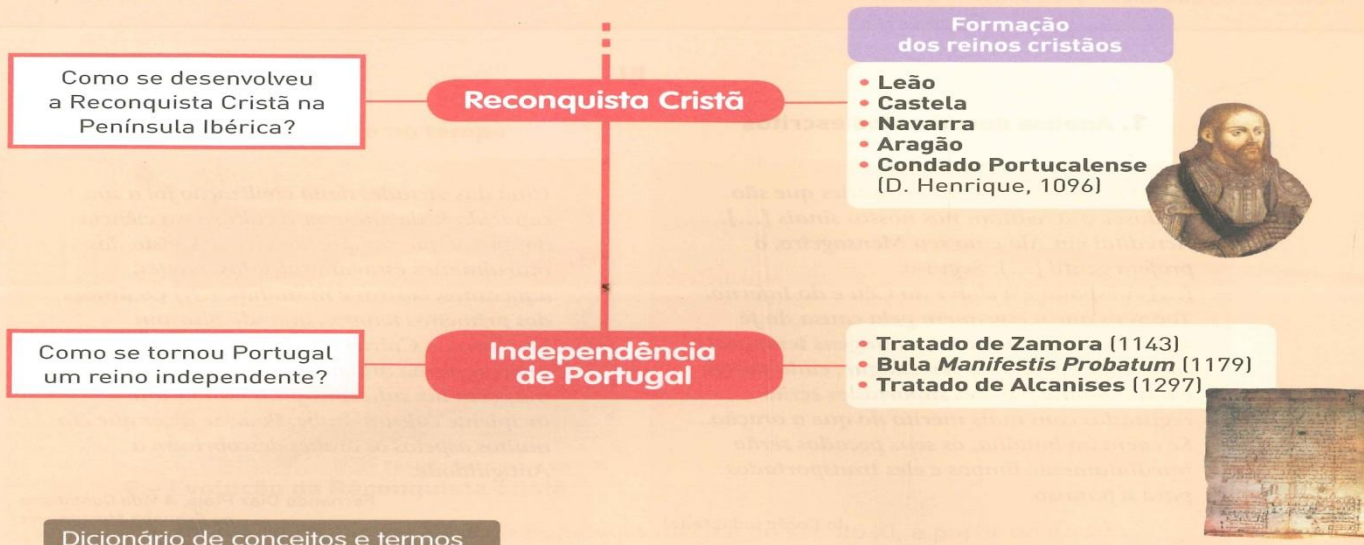 Como se desenvolveu
a Reconquista Cristã na
Península Ibérica?
Reconquista Cristã
Formação
dos reinos cristãos
• Leão
• Castela
• Navarra
• Aragão
• Condado Portucalense
(D. Henrique, 1096)
Como se tornou Portugal
um reino independente?
Independência
de Portugal
• Tratado de Zamora (1143)
• Bula Manifestis Probatum (1179)
• Tratado de Alcanises (1297)
Dicionário de conceitos e termos